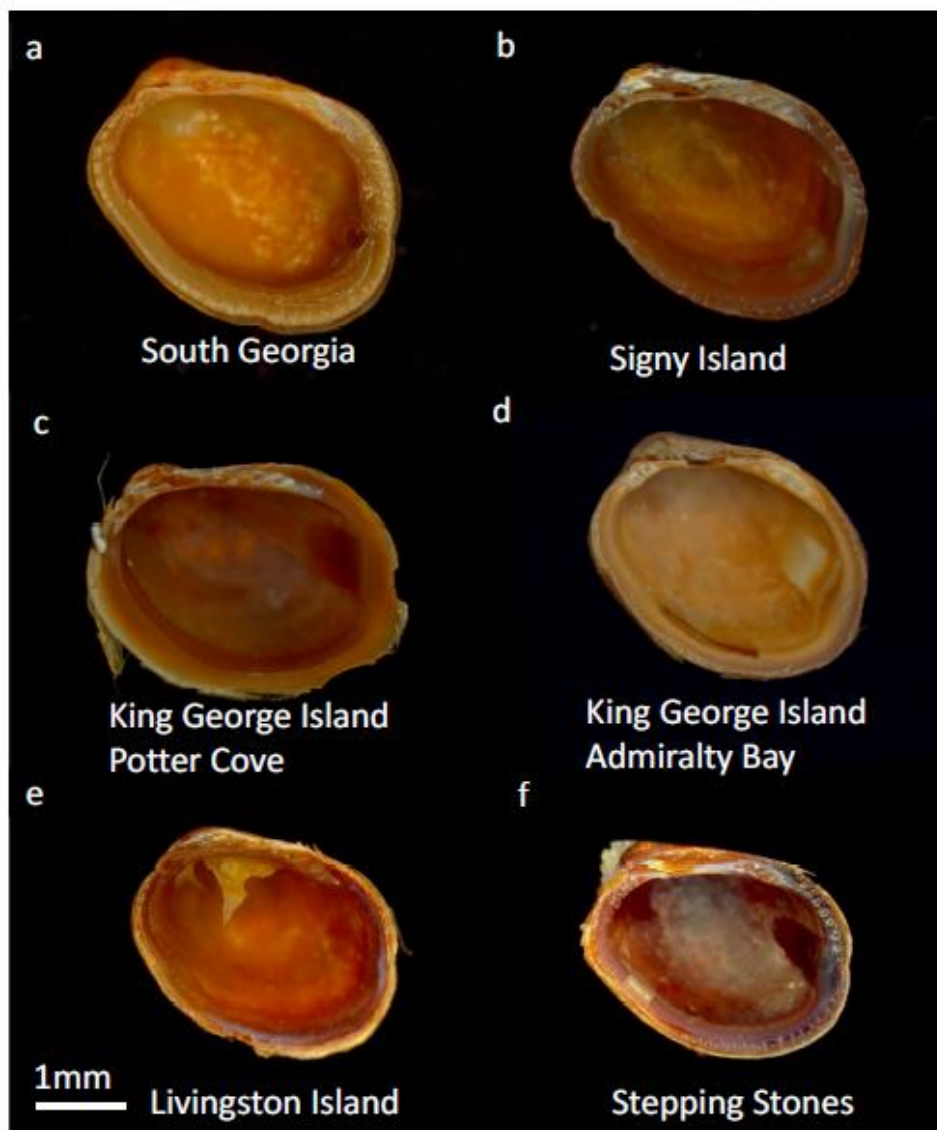 a
b
South Georgia
Signy Island
c
d
King George Island
Potter Cove
King George Island
Admiralty Bay
e
f
1mm
Livingston Island
Stepping Stones